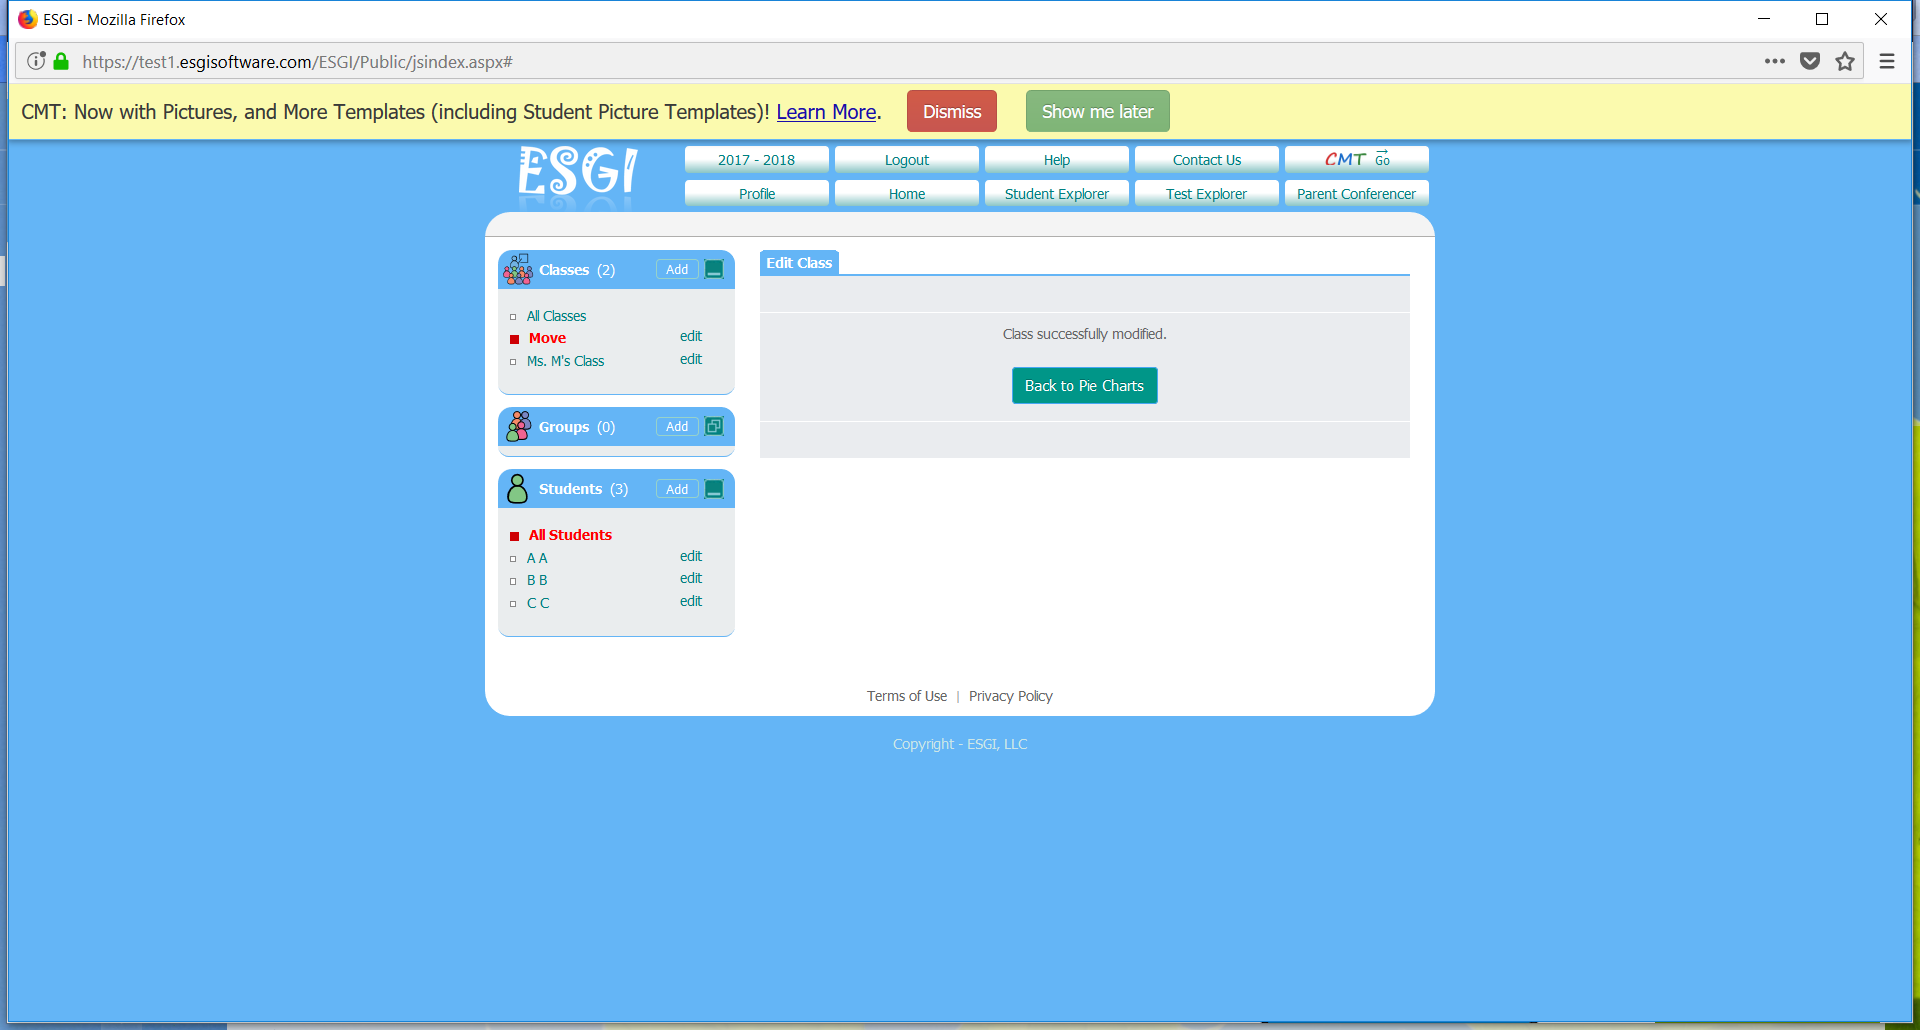 ESGI - Mozilla Firefox
https://test1.esgisoftware.com/ESGI/Public/jsindex.aspx#
CMT: Now with Pictures, and More Templates (including Student Picture Templates)! Learn More. Dismiss Show me later
ESGI
2017 - 2018 Logout Help Contact Us CMT Go
Profile Home Student Explorer Test Explorer Parent Conferencer
Classes (2) Add
All Classes
Move edit
Ms. M's Class edit
Groups (0) Add
Students (3) Add
All Students
A A edit
B B edit
C C edit
Edit Class
Class successfully modified.
Back to Pie Charts
Terms of Use | Privacy Policy
Copyright - ESGI, LLC